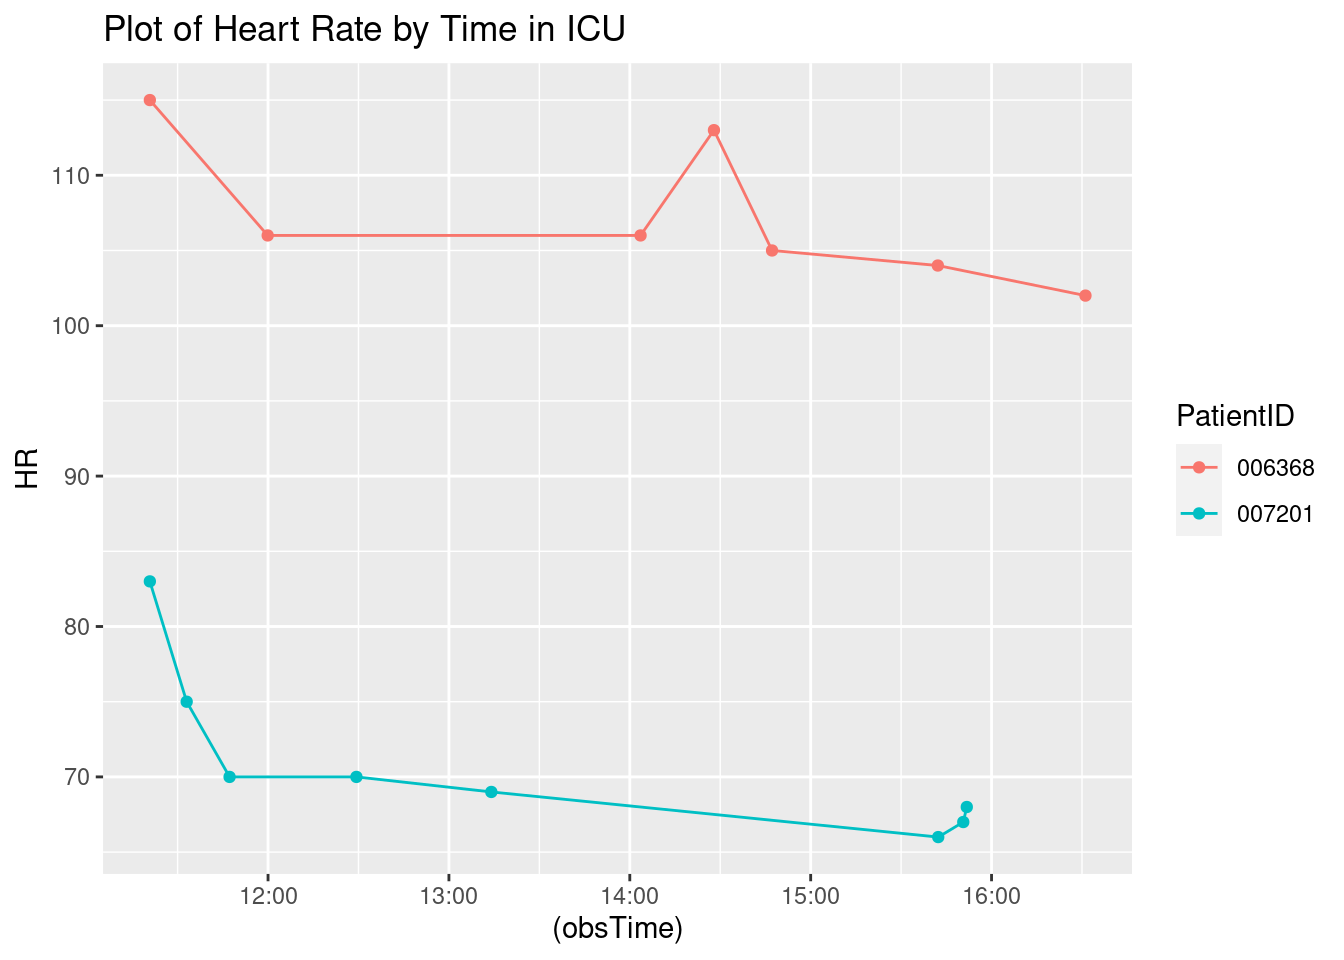 Plot of Heart Rate by Time in ICU
110
100
90
80
70
HR
12:00 13:00 14:00 15:00 16:00
(obsTime)
PatientID
006368
007201